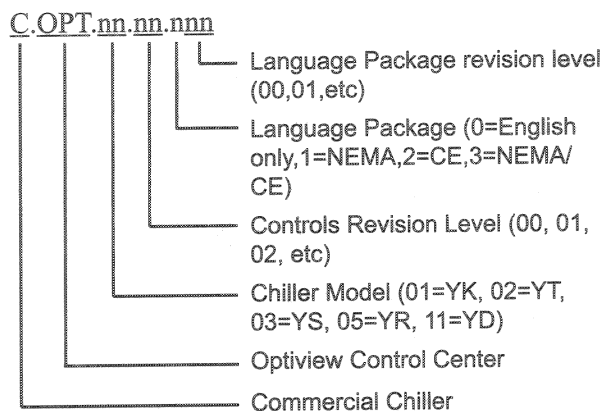 C.OPT.nn.nn.nnn
Language Package revision level
(00,01,etc)
Language Package (0=English
only,1=NEMA,2=CE,3=NEMA/
CE)
Controls Revision Level (00, 01,
02, etc)
Chiller Model (01=YK, 02=YT,
03=YS, 05=YR, 11=YD)
Optiview Control Center
Commercial Chiller